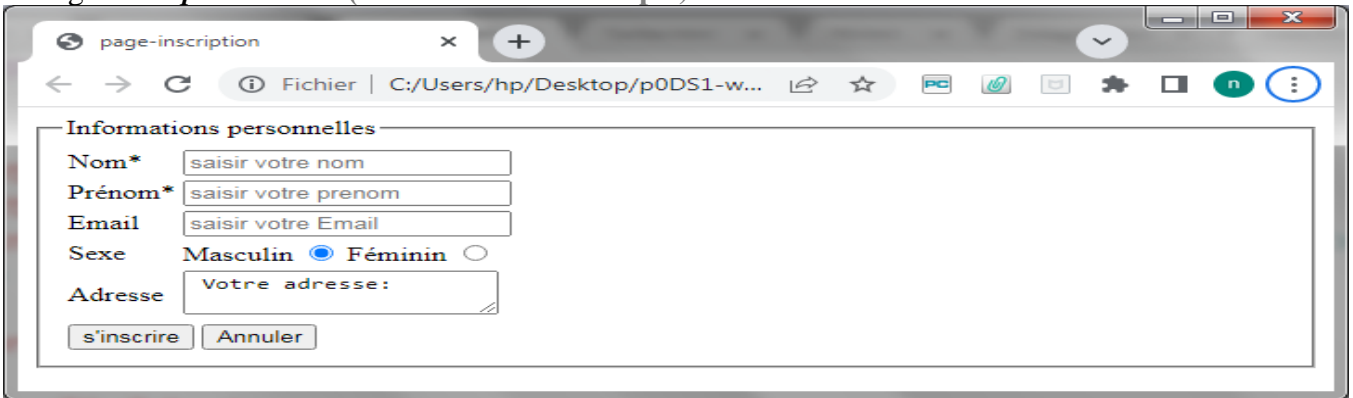 page-inscription
Fichier | C:/Users/hp/Desktop/p0DS1-w...
PC
n
Informations personnelles
Nom* saisir votre nom
Prénom* saisir votre prenom
Email saisir votre Email
Sexe Masculin Féminin
Adresse Votre adresse:
s'inscrire Annuler